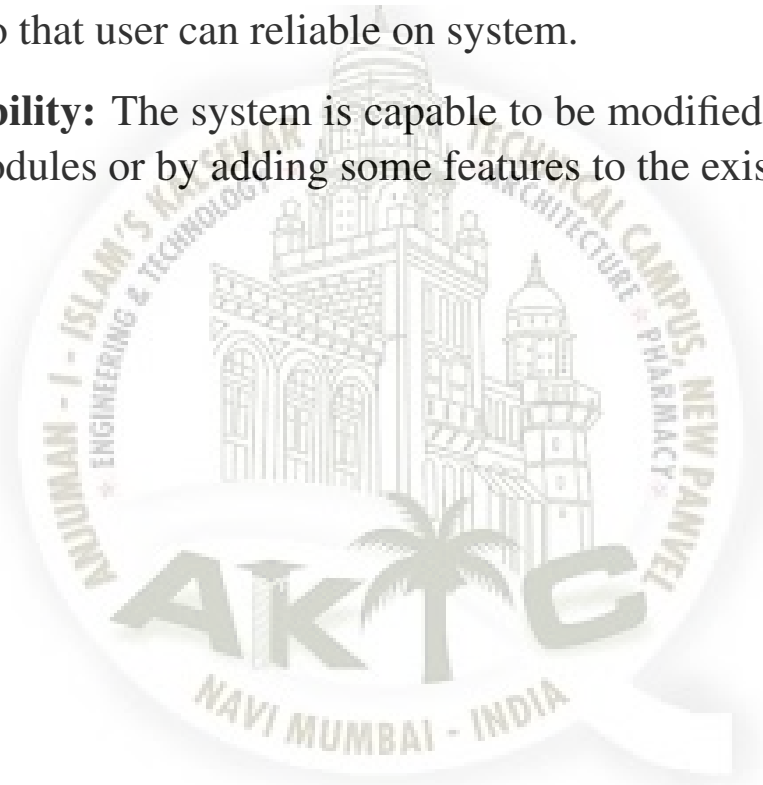 that user can reliable on system.
bility: The system is capable to be modified
dules or by adding some features to the exis
ANJUMAN - I - ISLAM'S KALSEKAR TECHNICAL CAMPUS, NEW PANVEL
ENGINEERING & TECHNOLOGY ARCHITECTURE PHARMACY
AKTC
NAVI MUMBAI - INDIA